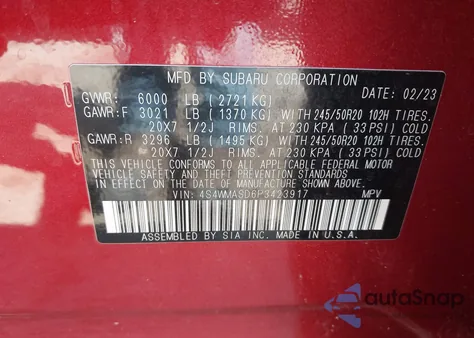 MFD BY SUBARU CORPORATION
DATE: 02/23
GVWR: 6000 LB ( 2721 KG)
GAWR: F 3021 LB ( 1370 KG) WITH 245/50R20 102H TIRES.
20X7 1/2J RIMS. AT 230 KPA ( 33 PSI) COLD
GAWR: R 3296 LB ( 1495 KG) WITH 245/50R20 102H TIRES.
20X7 1/2J RIMS. AT 230 KPA ( 33 PSI) COLD
THIS VEHICLE CONFORMS TO ALL APPLICABLE FEDERAL MOTOR
VEHICLE SAFETY AND THEFT PREVENTION STANDARDS IN EFFECT
ON THE DATE OF MANUFACTURE SHOWN ABOVE.
VIN: 4S4WMASD6P3423917 MPV
ASSEMBLED BY SIA INC. MADE IN U.S.A.
autoSnap